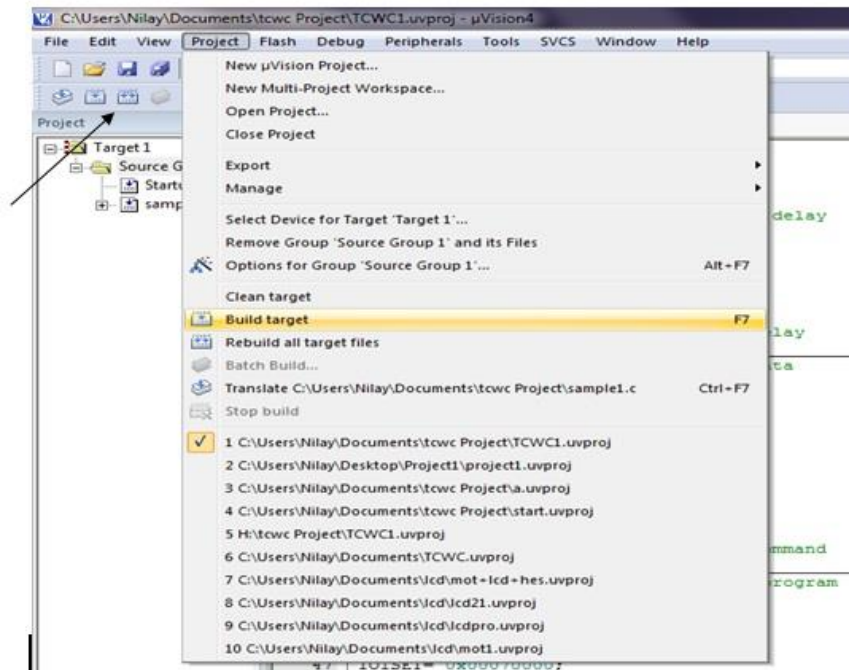 C:\Users\Nilay\Documents\tcwc Project\TCWC1.uvproj - µVision4
File Edit View Project Flash Debug Peripherals Tools SVCS Window Help
New µVision Project...
New Multi-Project Workspace...
Open Project...
Close Project
Project
Target 1
Source G
Startu
samp
Export
Manage
Select Device for Target 'Target 1'...
Remove Group 'Source Group 1' and its Files
Options for Group 'Source Group 1'... Alt+F7
Clean target
Build target F7
Rebuild all target files
Batch Build...
Translate C:\Users\Nilay\Documents\tcwc Project\sample1.c Ctrl+F7
Stop build
1 C:\Users\Nilay\Documents\tcwc Project\TCWC1.uvproj
2 C:\Users\Nilay\Desktop\Project1\project1.uvproj
3 C:\Users\Nilay\Documents\tcwc Project\a.uvproj
4 C:\Users\Nilay\Documents\tcwc Project\start.uvproj
5 H:\tcwc Project\TCWC1.uvproj
6 C:\Users\Nilay\Documents\TCWC.uvproj
7 C:\Users\Nilay\Documents\lcd\mot+lcd+hes.uvproj
8 C:\Users\Nilay\Documents\lcd\lcd21.uvproj
9 C:\Users\Nilay\Documents\lcd\lcdpro.uvproj
10 C:\Users\Nilay\Documents\lcd\mot1.uvproj
delay
lay
ta
mmand
rogram